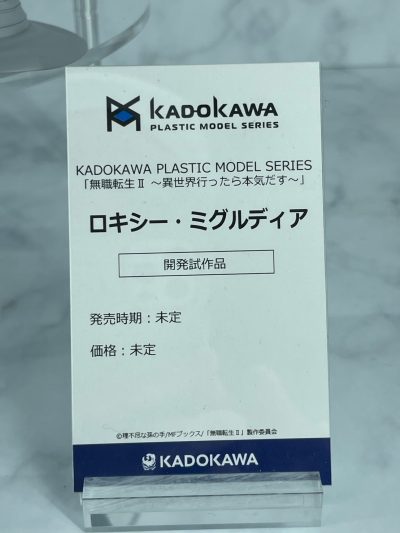 KADOKAWA
PLASTIC MODEL SERIES
KADOKAWA PLASTIC MODEL SERIES
「無職転生Ⅱ ～異世界行ったら本気だす～」
ロキシー・ミグルディア
開発試作品
発売時期：未定
価格：未定
©理不尽な孫の手/MFブックス/「無職転生Ⅱ」製作委員会
KADOKAWA